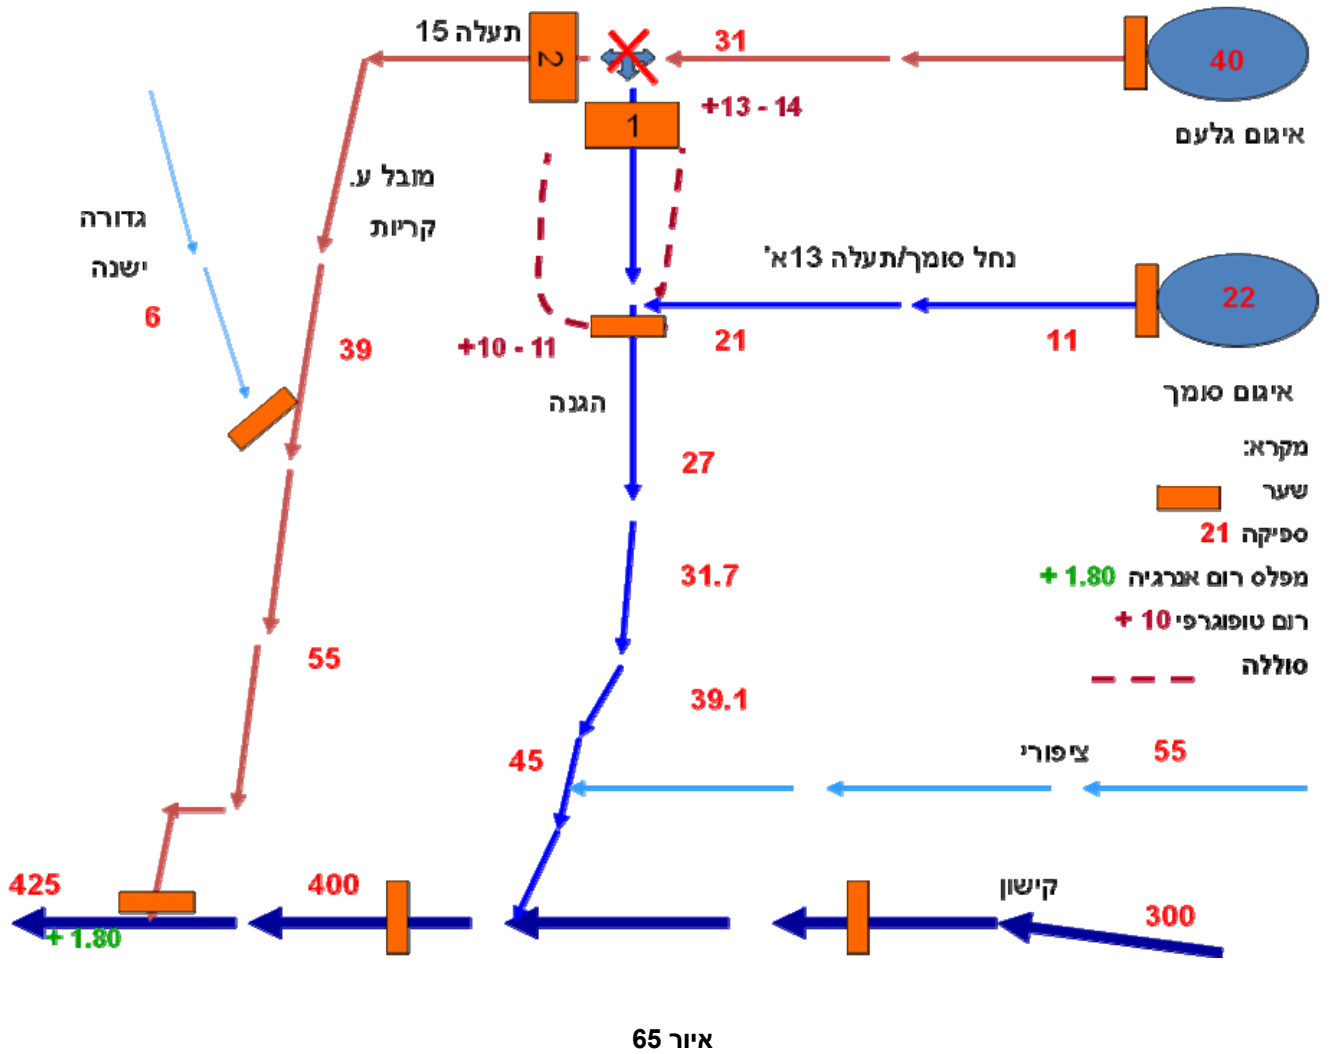 תעלה 15
2
31
40
1
+13 - 14
איגום גלעם
מובל ע.
קריות
גדורה
ישנה
6
39
נחל סומך/תעלה 13א'
22
+10 - 11
21
11
הגנה
איגום סומך
27
מקרא:
שער
ספיקה 21
מפלס רום אנרגיה + 1.80
רום טופוגרפי + 10
סוללה
31.7
55
39.1
45
ציפורי
55
425
400
קישון
300
+ 1.80
איור 65